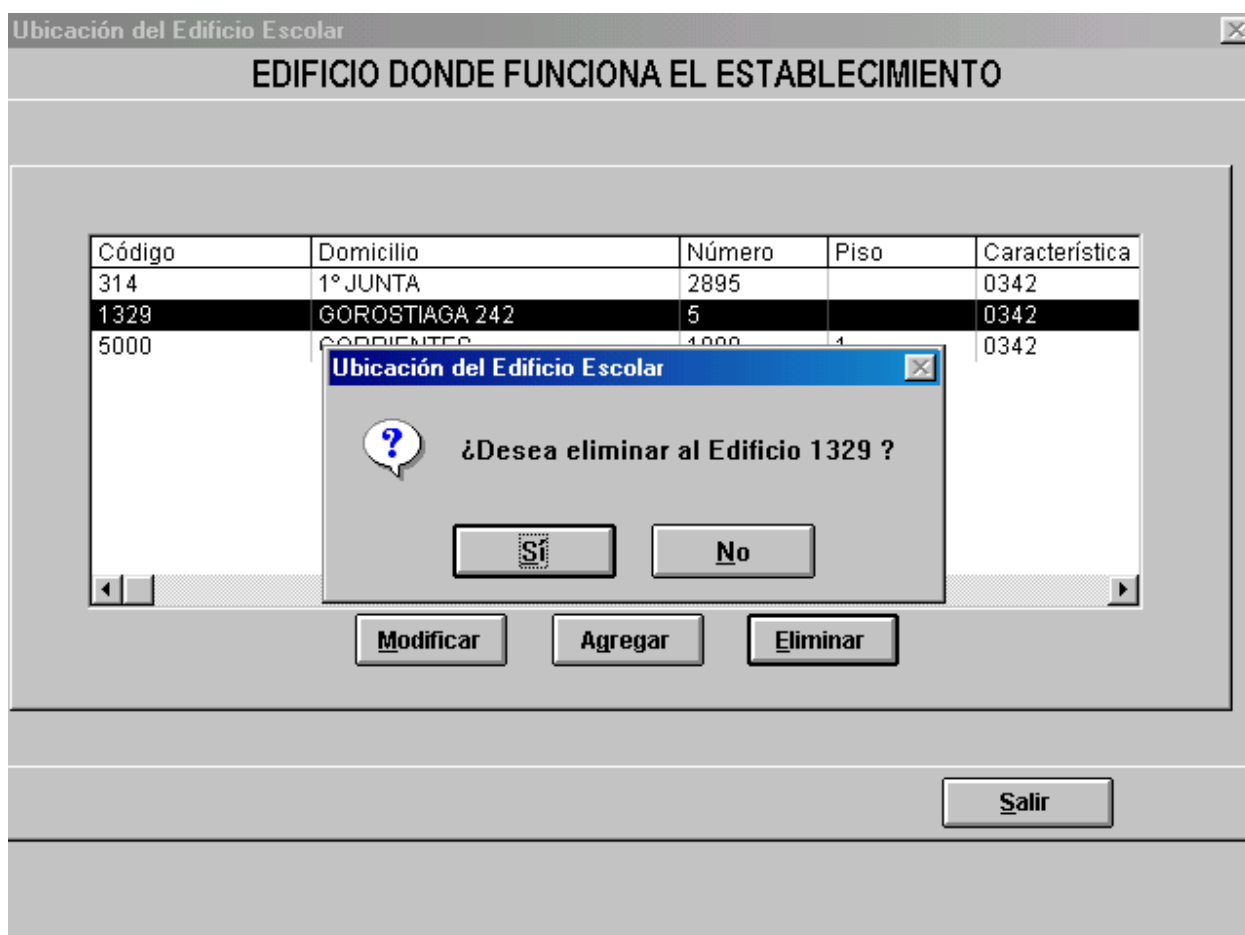 Ubicación del Edificio Escolar
EDIFICIO DONDE FUNCIONA EL ESTABLECIMIENTO
Código Domicilio Número Piso Característica
314 1º JUNTA 2895 0342
1329 GOROSTIAGA 242 5 0342
5000 CORRIENTES 1 0342
Ubicación del Edificio Escolar
¿Desea eliminar al Edificio 1329 ?
Sí No
Modificar Agregar Eliminar
Salir